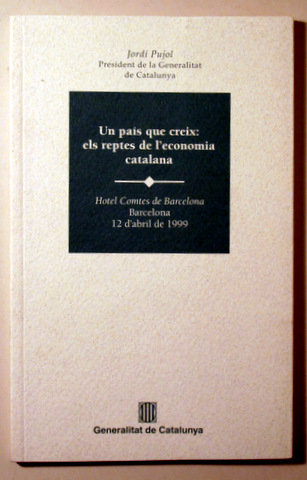 Jordi Pujol
President de la Generalitat
de Catalunya
Un país que creix:
els reptes de l'economia
catalana
Hotel Comtes de Barcelona
Barcelona
12 d'abril de 1999
Generalitat de Catalunya